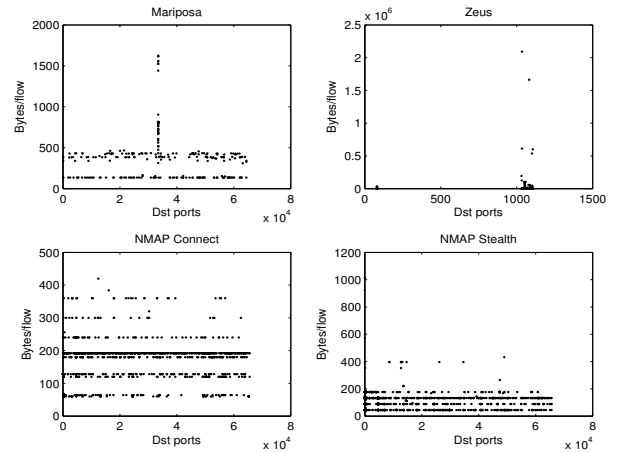 Mariposa
2000
1500
1000
500
0
Bytes/flow
0 2 4 6 8
Dst ports
x 10^4
Zeus
x 10^6
2.5
2
1.5
1
0.5
0
Bytes/flow
0 500 1000 1500
Dst ports
NMAP Connect
500
400
300
200
100
0
Bytes/flow
0 2 4 6 8
Dst ports
x 10^4
NMAP Stealth
1200
1000
800
600
400
200
0
Bytes/flow
0 2 4 6 8
Dst ports
x 10^4